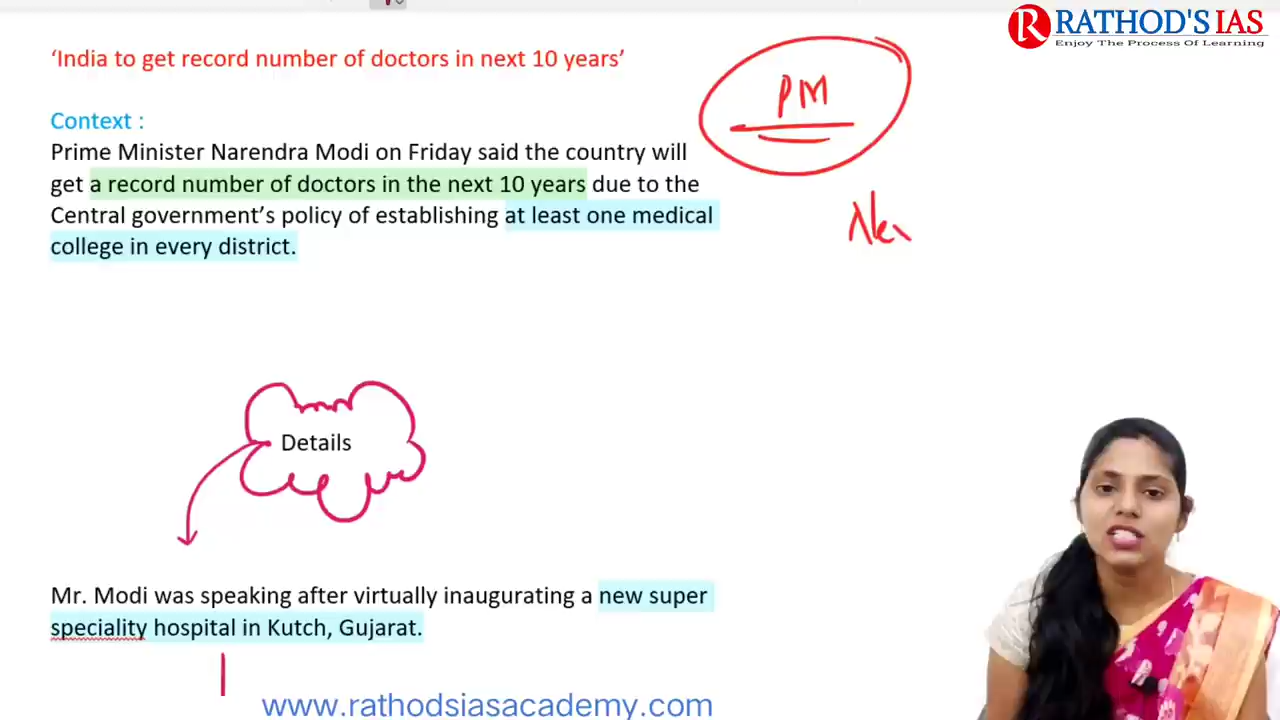 RATHOD'S IAS
Enjoy The Process Of Learning
‘India to get record number of doctors in next 10 years’
PM
Context :
Prime Minister Narendra Modi on Friday said the country will
get a record number of doctors in the next 10 years due to the
Central government’s policy of establishing at least one medical
college in every district.
Details
Mr. Modi was speaking after virtually inaugurating a new super
speciality hospital in Kutch, Gujarat.
www.rathodsiasacademy.com